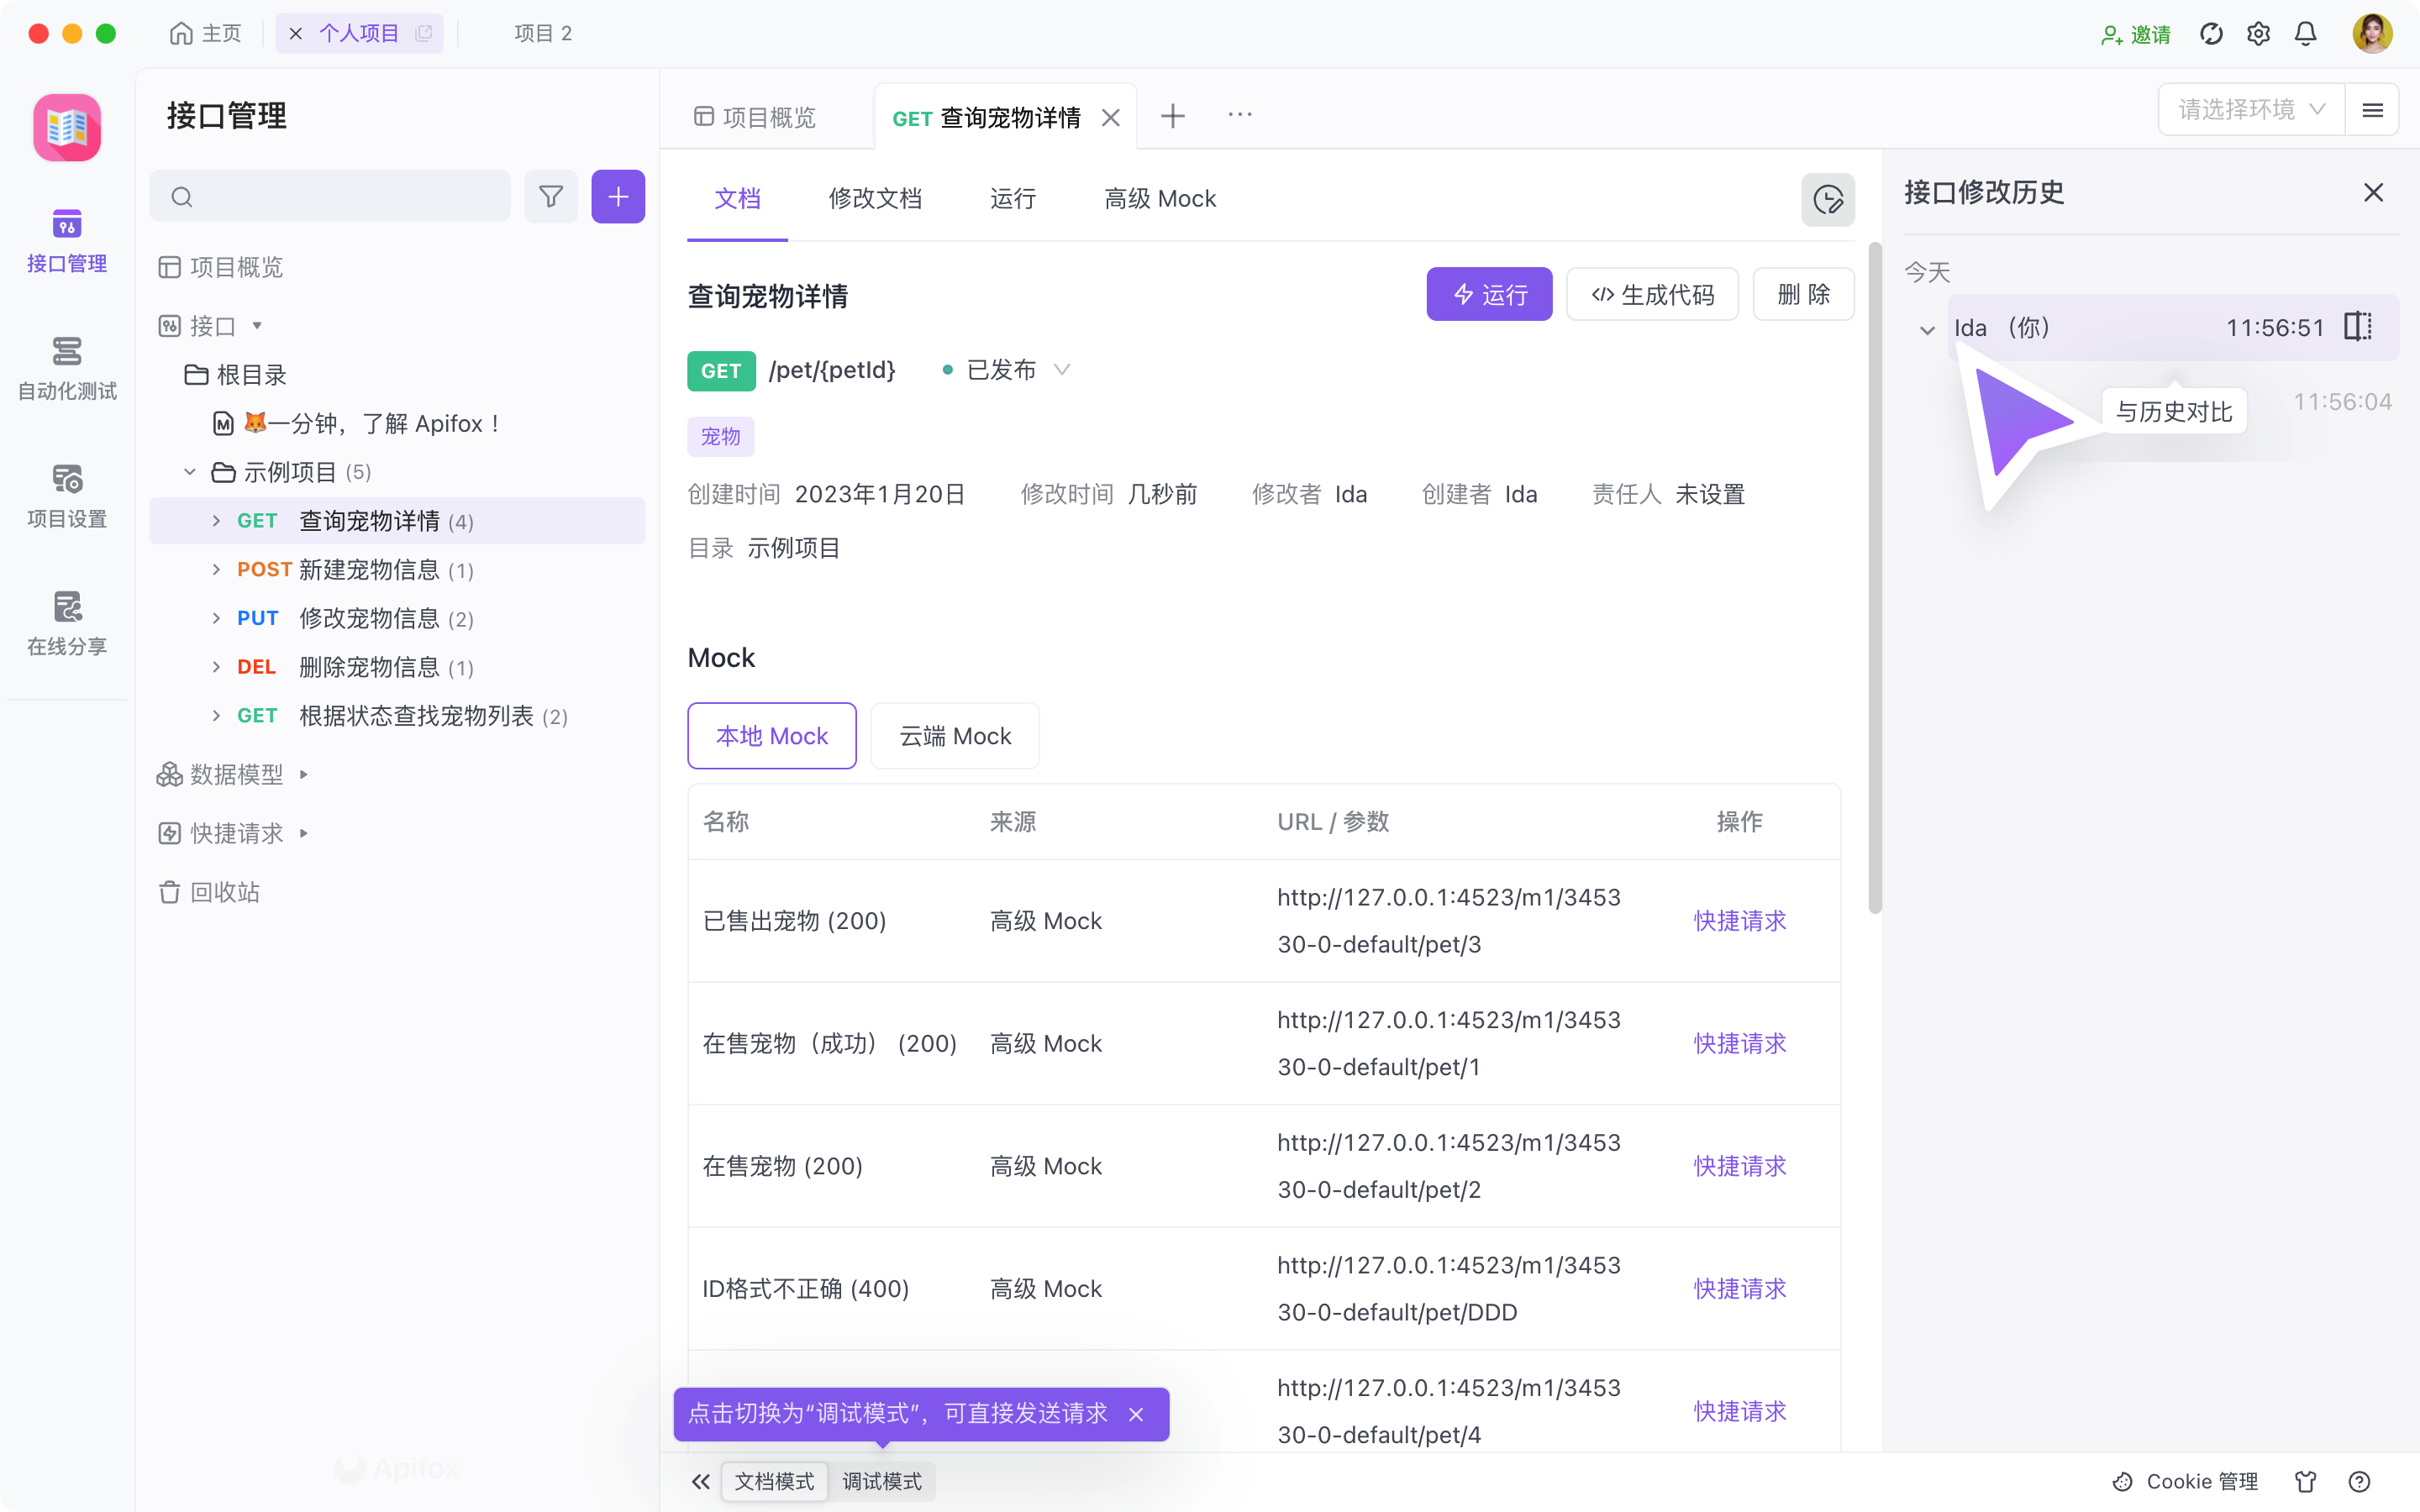 主页
个人项目
项目 2
邀请
接口管理
自动化测试
项目设置
在线分享
接口管理
项目概览
接口
根目录
🦊一分钟，了解 Apifox！
示例项目 (5)
GET 查询宠物详情 (4)
POST 新建宠物信息 (1)
PUT 修改宠物信息 (2)
DEL 删除宠物信息 (1)
GET 根据状态查找宠物列表 (2)
数据模型
快捷请求
回收站
Apifox
项目概览
GET 查询宠物详情
请选择环境
文档 修改文档 运行 高级 Mock
查询宠物详情
运行 生成代码 删 除
GET /pet/{petId} 已发布
宠物
创建时间 2023年1月20日 修改时间 几秒前 修改者 Ida 创建者 Ida 责任人 未设置
目录 示例项目
Mock
本地 Mock 云端 Mock
名称 来源 URL / 参数 操作
已售出宠物 (200) 高级 Mock http://127.0.0.1:4523/m1/3453
30-0-default/pet/3 快捷请求
在售宠物（成功） (200) 高级 Mock http://127.0.0.1:4523/m1/3453
30-0-default/pet/1 快捷请求
在售宠物 (200) 高级 Mock http://127.0.0.1:4523/m1/3453
30-0-default/pet/2 快捷请求
ID格式不正确 (400) 高级 Mock http://127.0.0.1:4523/m1/3453
30-0-default/pet/DDD 快捷请求
http://127.0.0.1:4523/m1/3453
30-0-default/pet/4 快捷请求
点击切换为“调试模式”，可直接发送请求
文档模式 调试模式
接口修改历史
今天
Ida （你） 11:56:51
与历史对比
11:56:04
Cookie 管理